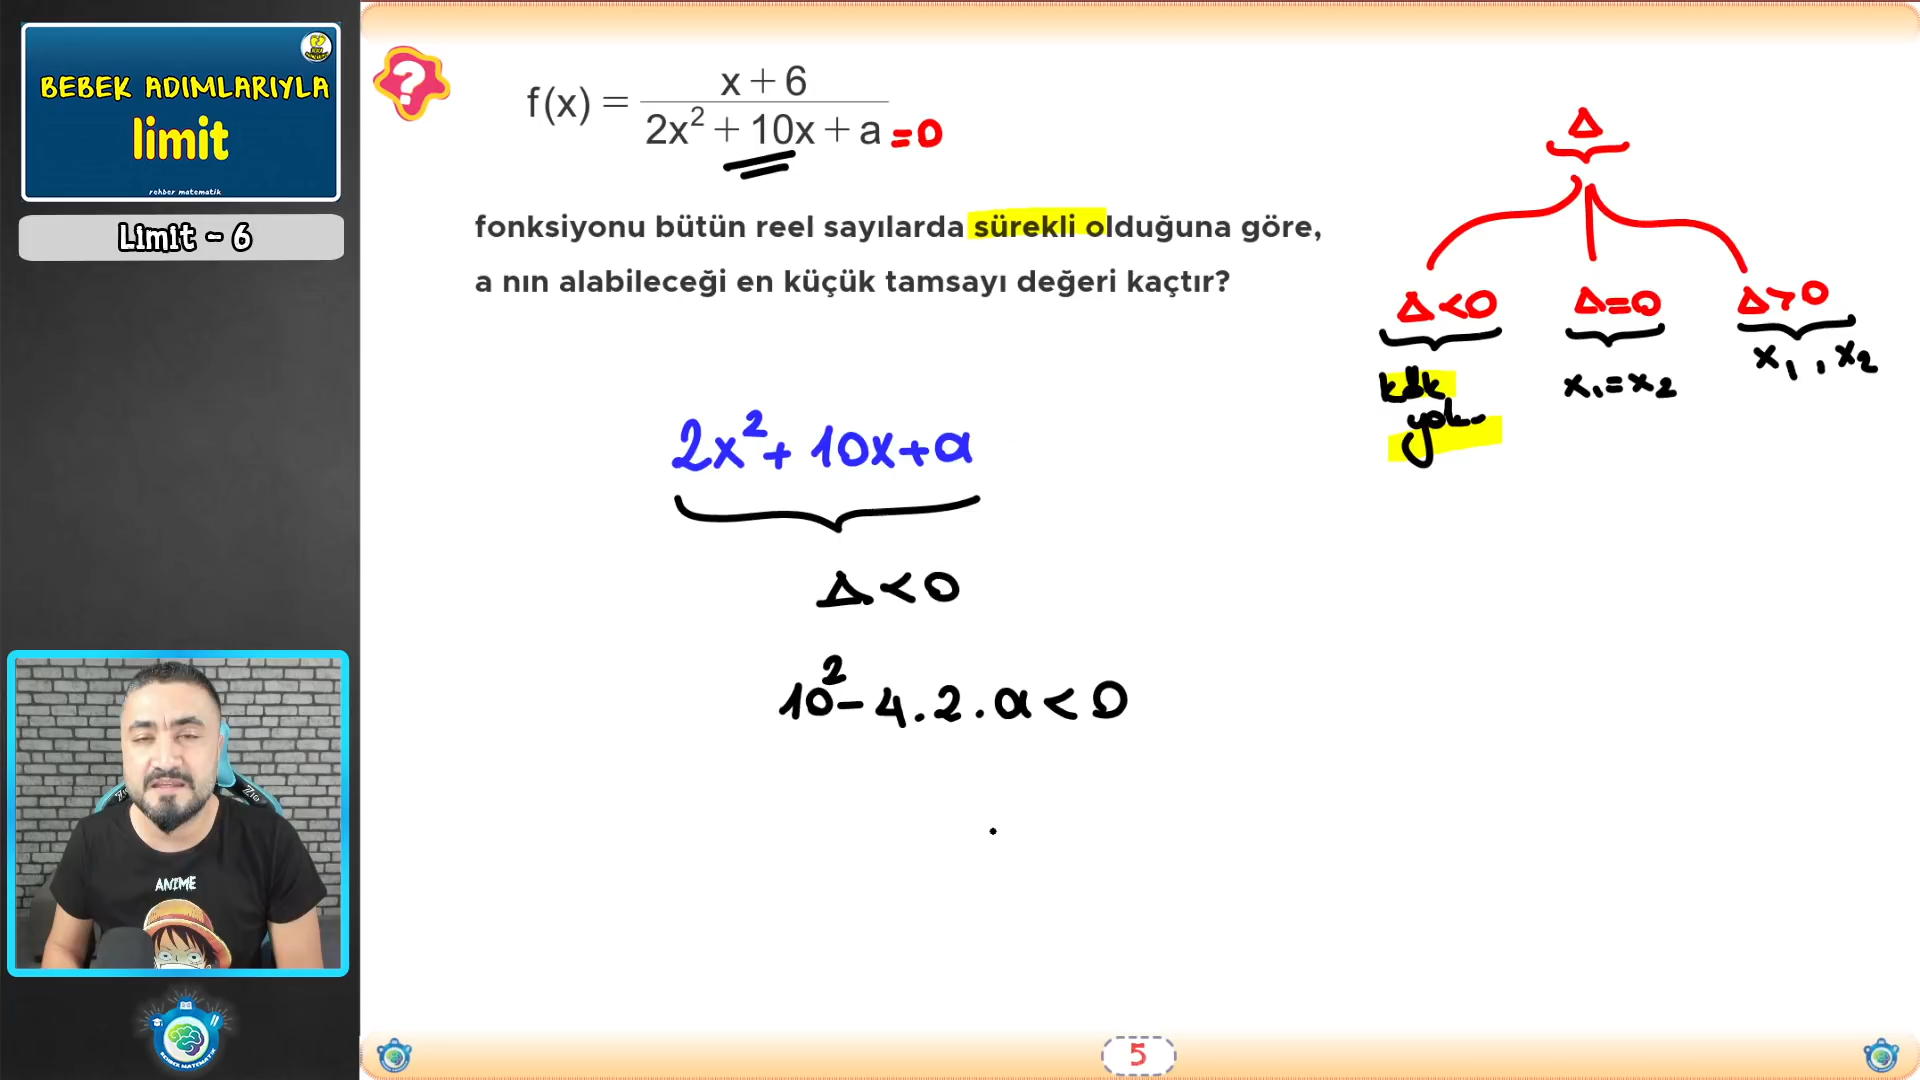 BEBEK ADIMLARIYLA
limit
rehber matematik
Limit - 6
?
f(x) = x + 6 / 2x² + 10x + a = 0
fonksiyonu bütün reel sayılarda sürekli olduğuna göre,
a nın alabileceği en küçük tamsayı değeri kaçtır?
Δ
Δ < 0 Δ = 0 Δ > 0
kök yok x₁ = x₂ x₁ , x₂
2x² + 10x + a
Δ < 0
10² - 4 . 2 . a < 0
ANIME
REHBER MATEMATİK
5